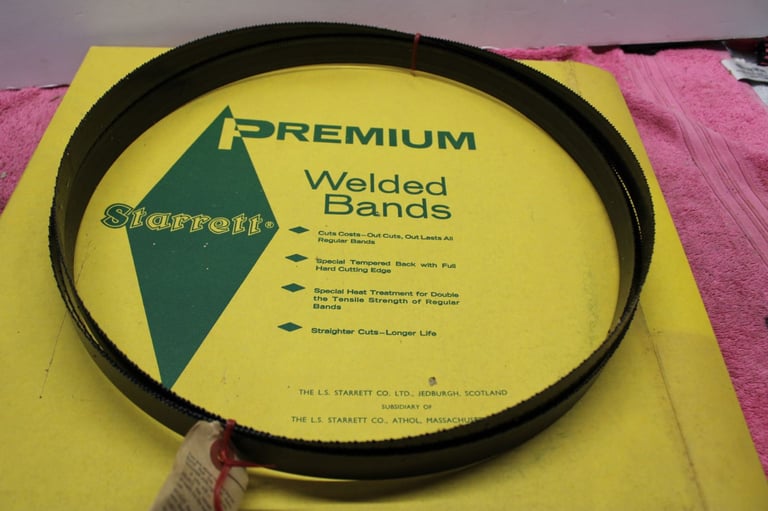 PREMIUM
Welded
Bands
Starrett®
Cuts Costs—Out Cuts, Out Lasts All
Regular Bands
Special Tempered Back with Full
Hard Cutting Edge
Special Heat Treatment for Double
the Tensile Strength of Regular
Bands
Straighter Cuts—Longer Life
THE L.S. STARRETT CO. LTD., JEDBURGH, SCOTLAND
SUBSIDIARY OF
THE L.S. STARRETT CO., ATHOL,